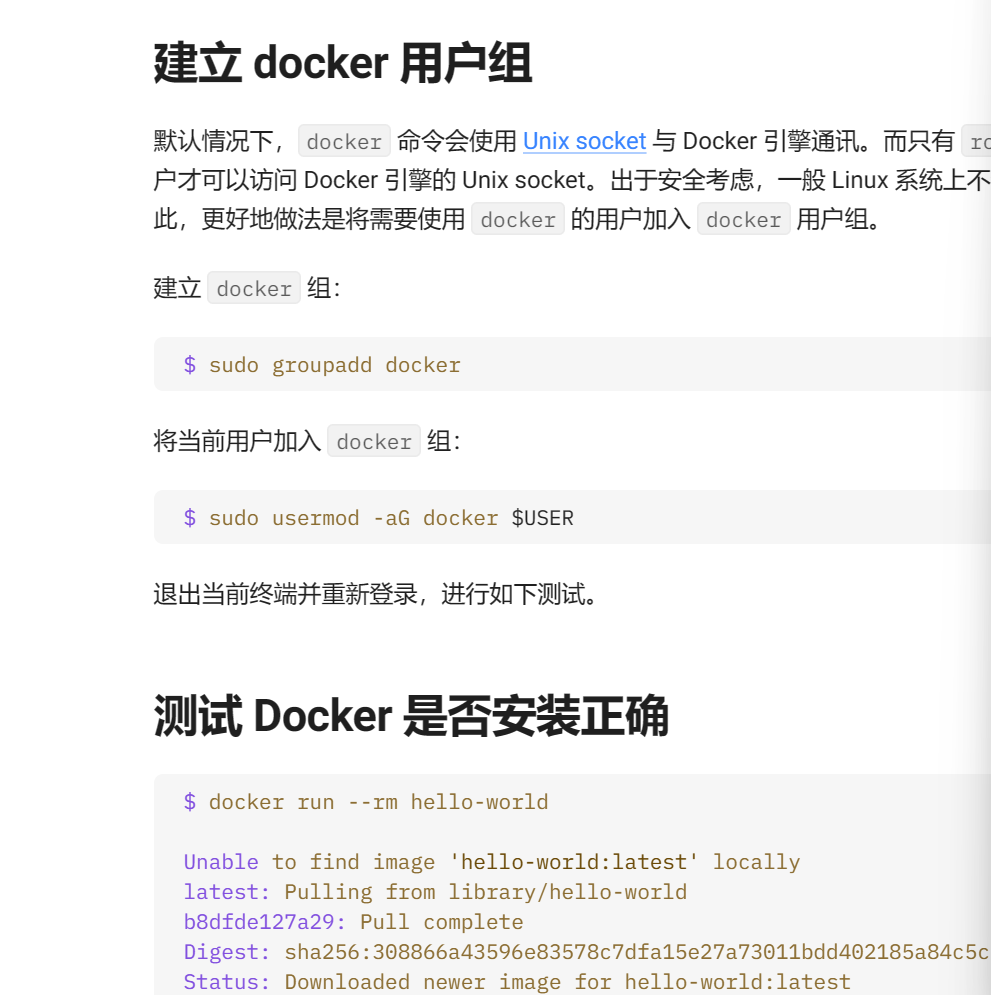 建立 docker 用户组
默认情况下，docker 命令会使用 Unix socket 与 Docker 引擎通讯。而只有
户才可以访问 Docker 引擎的 Unix socket。出于安全考虑，一般 Linux 系统上不
此，更好地做法是将需要使用 docker 的用户加入 docker 用户组。
建立 docker 组：
$ sudo groupadd docker
将当前用户加入 docker 组：
$ sudo usermod -aG docker $USER
退出当前终端并重新登录，进行如下测试。
测试 Docker 是否安装正确
$ docker run --rm hello-world
Unable to find image 'hello-world:latest' locally
latest: Pulling from library/hello-world
b8dfde127a29: Pull complete
Digest: sha256:308866a43596e83578c7dfa15e27a73011bdd402185a84c5c
Status: Downloaded newer image for hello-world:latest